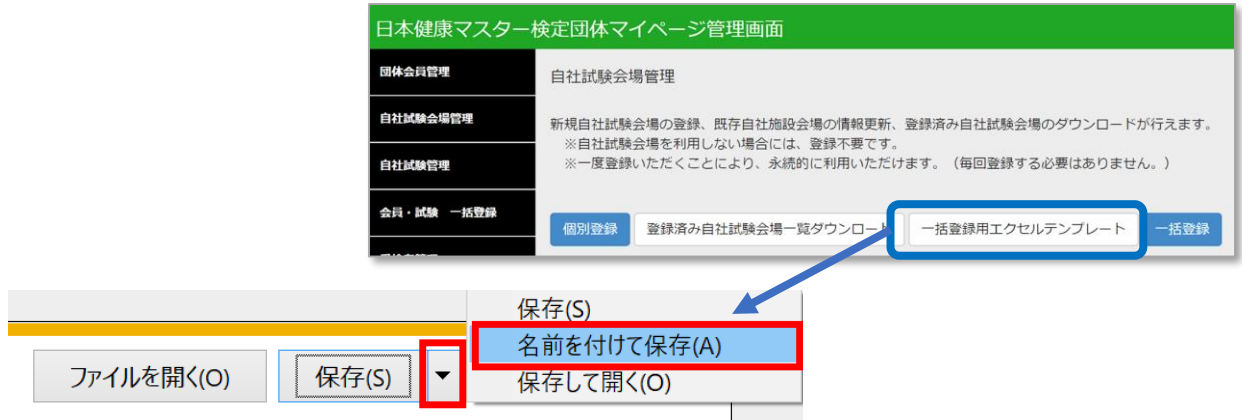 日本健康マスター検定団体マイページ管理画面
団体会員管理
自社試験会場管理
自社試験管理
会員・試験 一括登録
自社試験会場管理
新規自社試験会場の登録、既存自社施設会場の情報更新、登録済み自社試験会場のダウンロードが行えます。
※自社試験会場を利用しない場合には、登録不要です。
※一度登録いただくことにより、永続的に利用いただけます。（毎回登録する必要はありません。）
個別登録 登録済み自社試験会場一覧ダウンロード 一括登録用エクセルテンプレート 一括登録
保存(S)
名前を付けて保存(A)
保存して開く(O)
ファイルを開く(O) 保存(S)